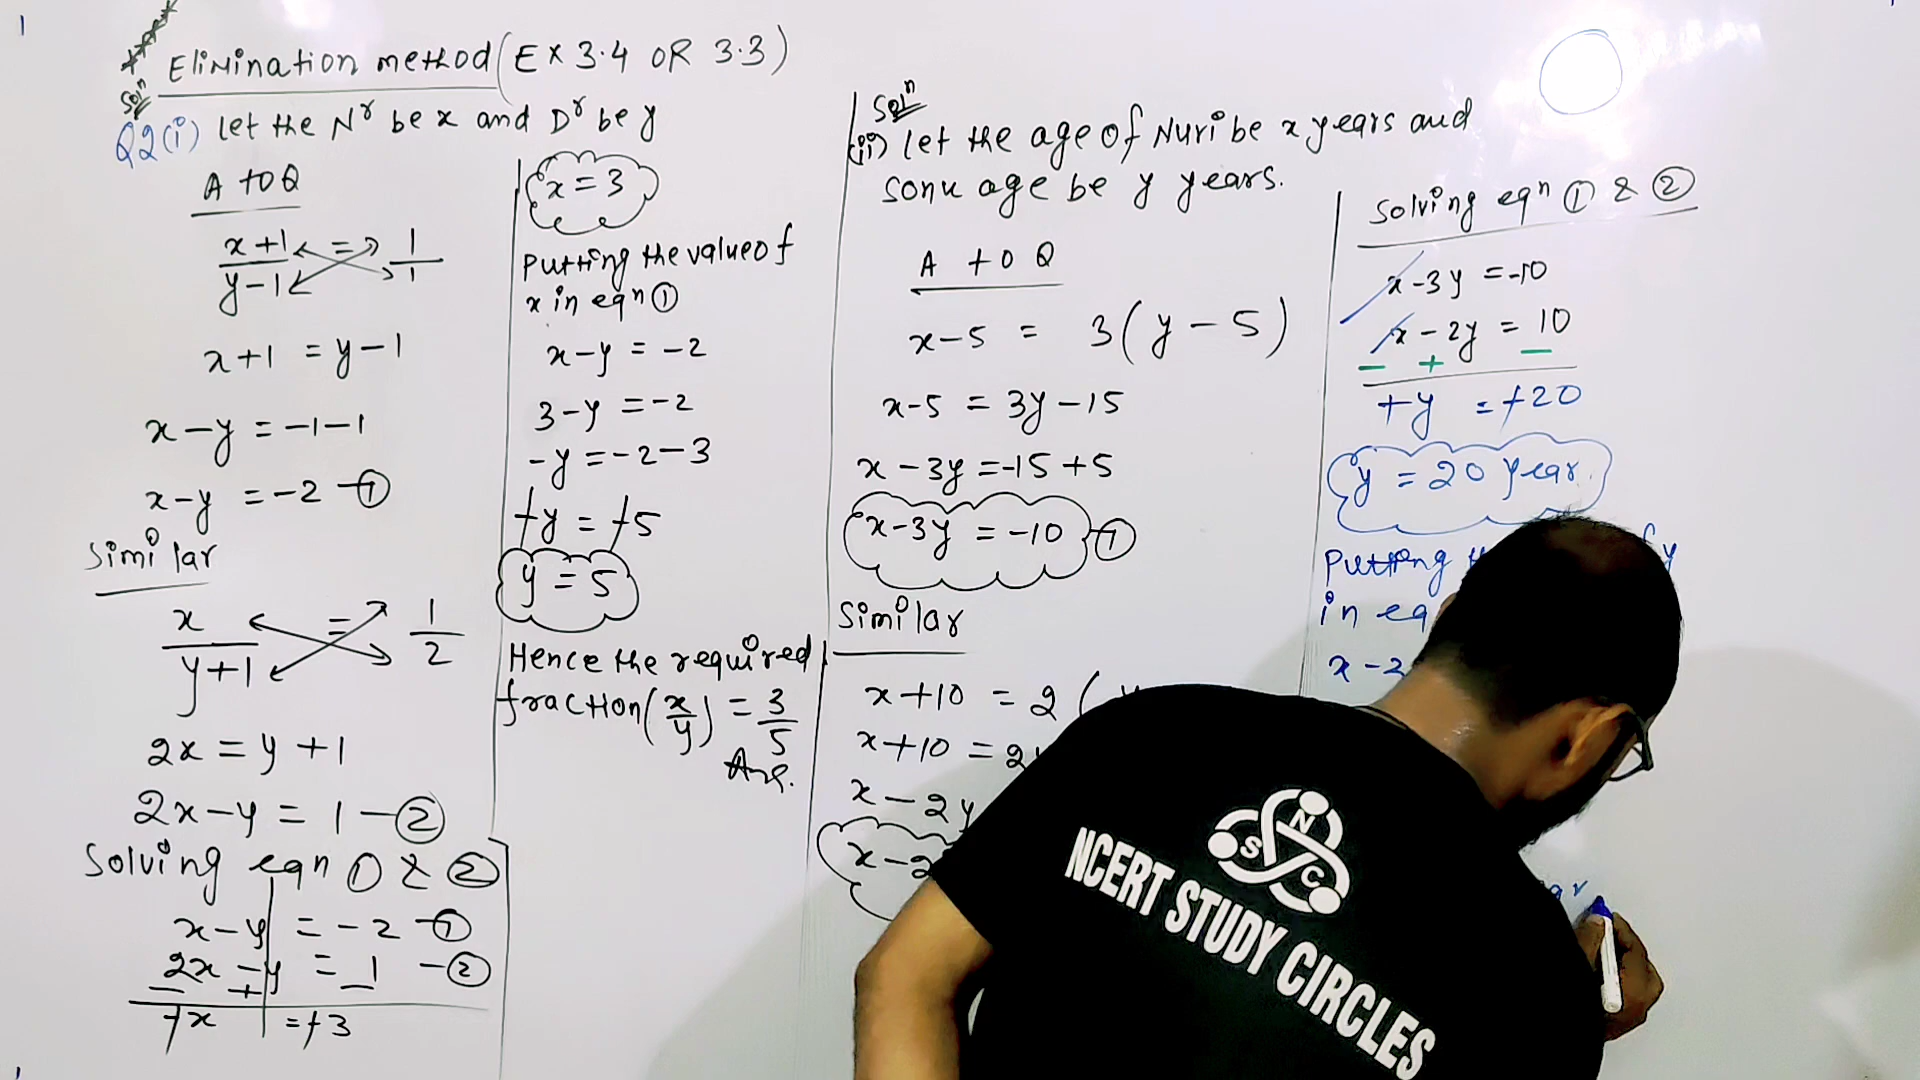 Elimination method (EX 3.4 OR 3.3)
Soln
Q2(i) Let the Nr be x and Dr be y
A to Q
x+1 = 1
y-1 1
x+1 = y-1
x-y = -1-1
x-y = -2 -①
Similar
x = 1
y+1 2
2x = y+1
2x-y = 1 -②
Solving eqn ① & ②
x-y = -2 -①
2x-y = 1 -②
- + -
-x = -3
x = 3
Putting the value of
x in eqn ①
x-y = -2
3-y = -2
-y = -2-3
-y = -5
y = 5
Hence the required
fraction (x/y) = 3/5
Ans.
Soln
(ii) Let the age of Nuri be x years and
Sonu age be y years.
A to Q
x-5 = 3(y-5)
x-5 = 3y-15
x-3y = -15+5
x-3y = -10 -①
Similar
x+10 = 2(
x+10 = 2
x-2y
x-2
Solving eqn ① & ②
x-3y = -10
x-2y = 10
- + -
+y = +20
y = 20 year.
Putting
in eq
x-2
NSC
NCERT STUDY CIRCLES